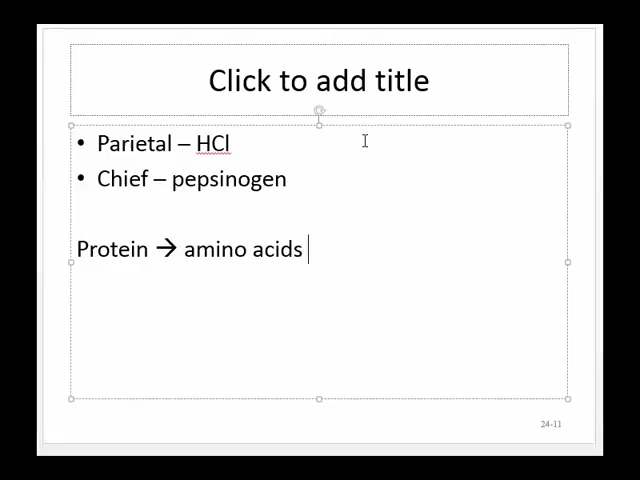 Click to add title
• Parietal – HCl
• Chief – pepsinogen
Protein → amino acids
24-11